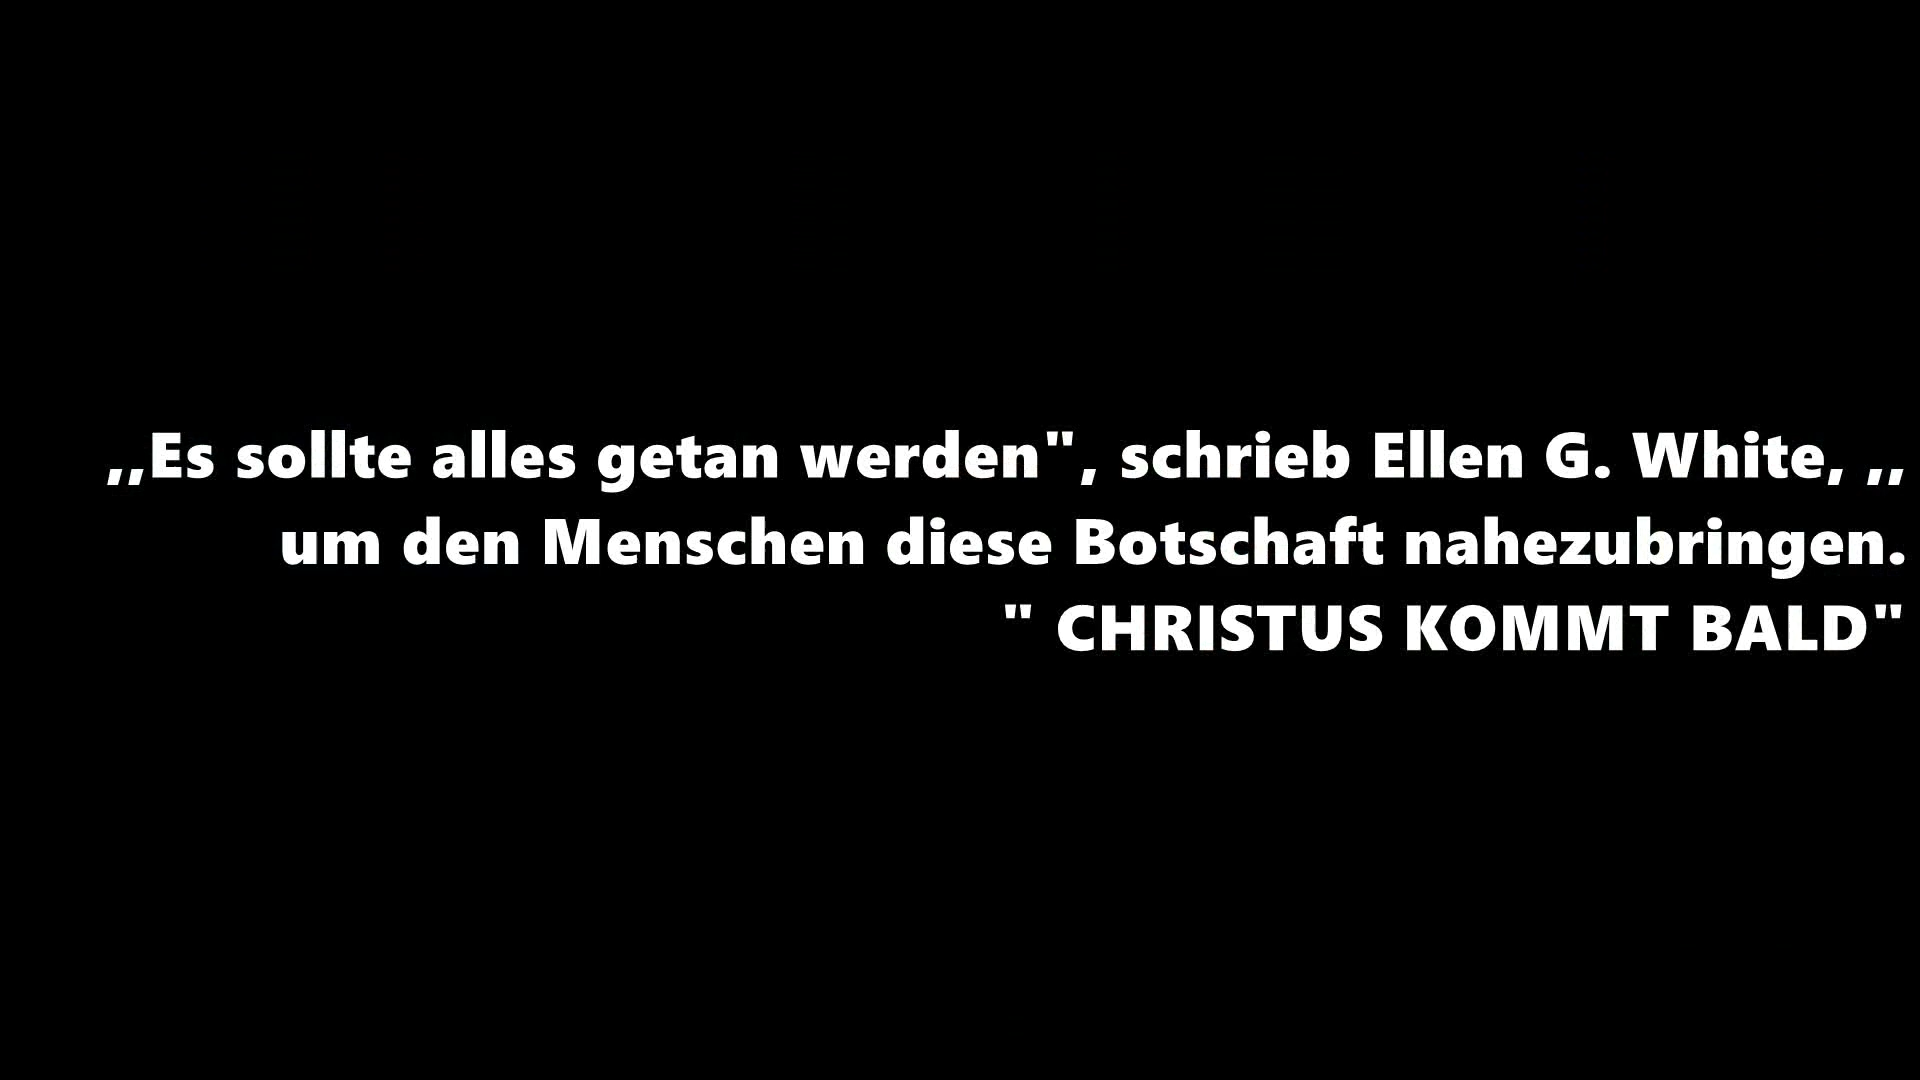 ,,Es sollte alles getan werden", schrieb Ellen G. White, ,,
um den Menschen diese Botschaft nahezubringen.
" CHRISTUS KOMMT BALD"